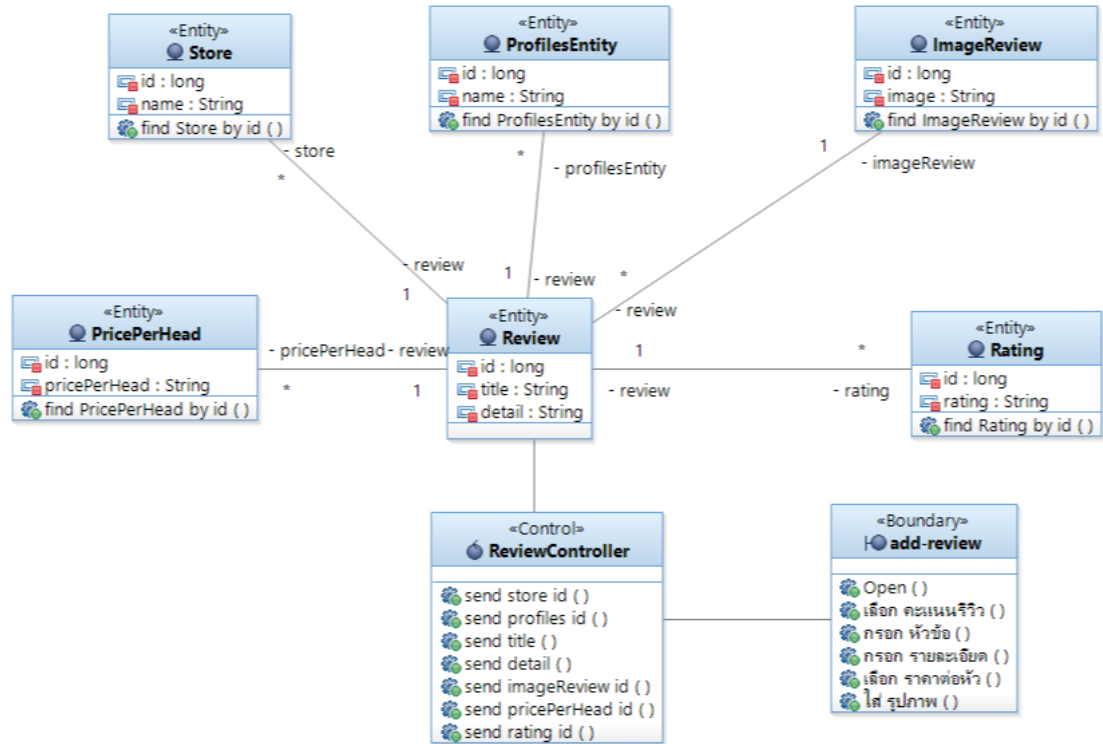 «Entity»
Store
id : long
name : String
find Store by id ( )
«Entity»
ProfilesEntity
id : long
name : String
find ProfilesEntity by id ( )
«Entity»
ImageReview
id : long
image : String
find ImageReview by id ( )
- store
*
*
- profilesEntity
1
- imageReview
- review
1
1
- review
*
- review
«Entity»
PricePerHead
id : long
pricePerHead : String
find PricePerHead by id ( )
- pricePerHead
- review
*
1
«Entity»
Review
id : long
title : String
detail : String
1
*
- review
- rating
«Entity»
Rating
id : long
rating : String
find Rating by id ( )
«Control»
ReviewController
send store id ( )
send profiles id ( )
send title ( )
send detail ( )
send imageReview id ( )
send pricePerHead id ( )
send rating id ( )
«Boundary»
add-review
Open ( )
เลือก คะแนนรีวิว ( )
กรอก หัวข้อ ( )
กรอก รายละเอียด ( )
เลือก ราคาต่อหัว ( )
ใส่ รูปภาพ ( )